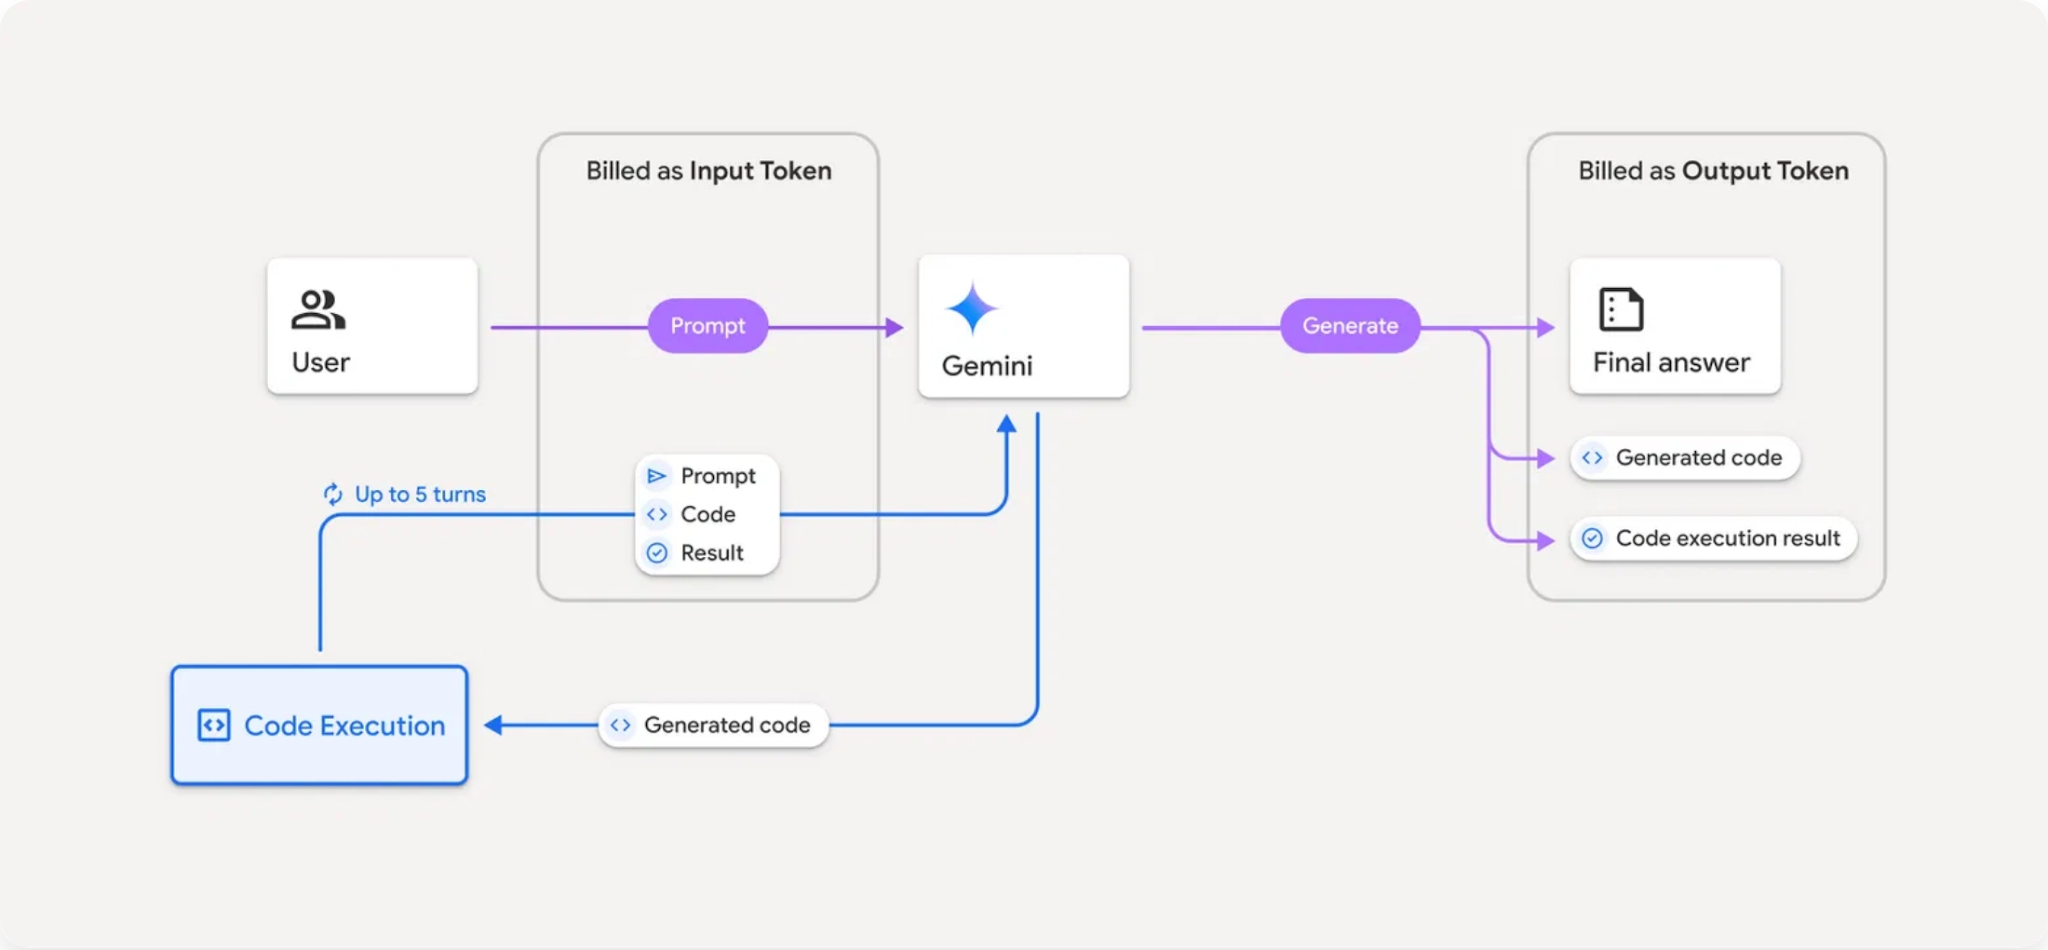 Billed as Input Token
Billed as Output Token
User
Prompt
Gemini
Generate
Final answer
Up to 5 turns
Prompt
Code
Result
Generated code
Code execution result
Code Execution
Generated code